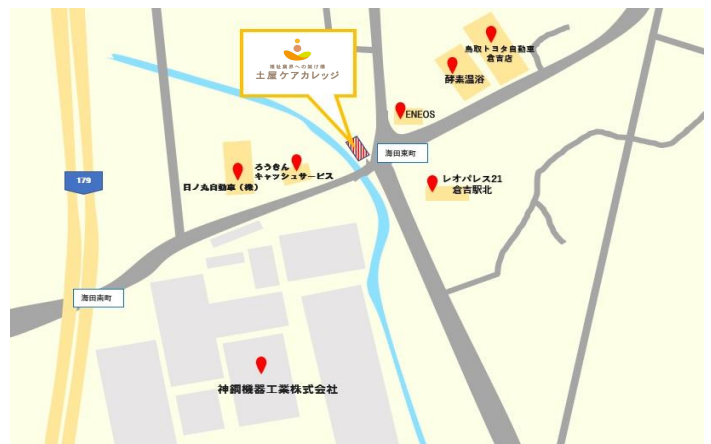 福祉業界への架け橋
土屋ケアカレッジ
鳥取トヨタ自動車
倉吉店
酵素温浴
ENEOS
海田東町
ろうきん
キャッシュサービス
日ノ丸自動車（株）
レオパレス21
倉吉駅北
179
海田南町
神鋼機器工業株式会社